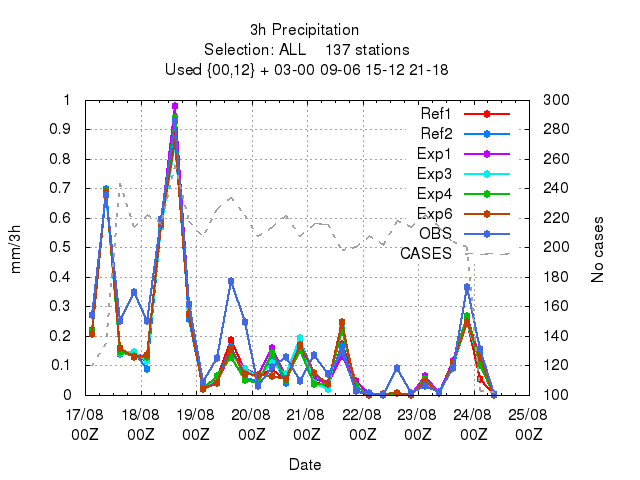 3h Precipitation
Selection: ALL    137 stations
Used {00,12} + 03-00 09-06 15-12 21-18
1
0.9
0.8
0.7
0.6
0.5
0.4
0.3
0.2
0.1
0
mm/3h
300
280
260
240
220
200
180
160
140
120
100
No cases
Ref1
Ref2
Exp1
Exp3
Exp4
Exp6
OBS
CASES
17/08 18/08 19/08 20/08 21/08 22/08 23/08 24/08 25/08
00Z 00Z 00Z 00Z 00Z 00Z 00Z 00Z 00Z
Date